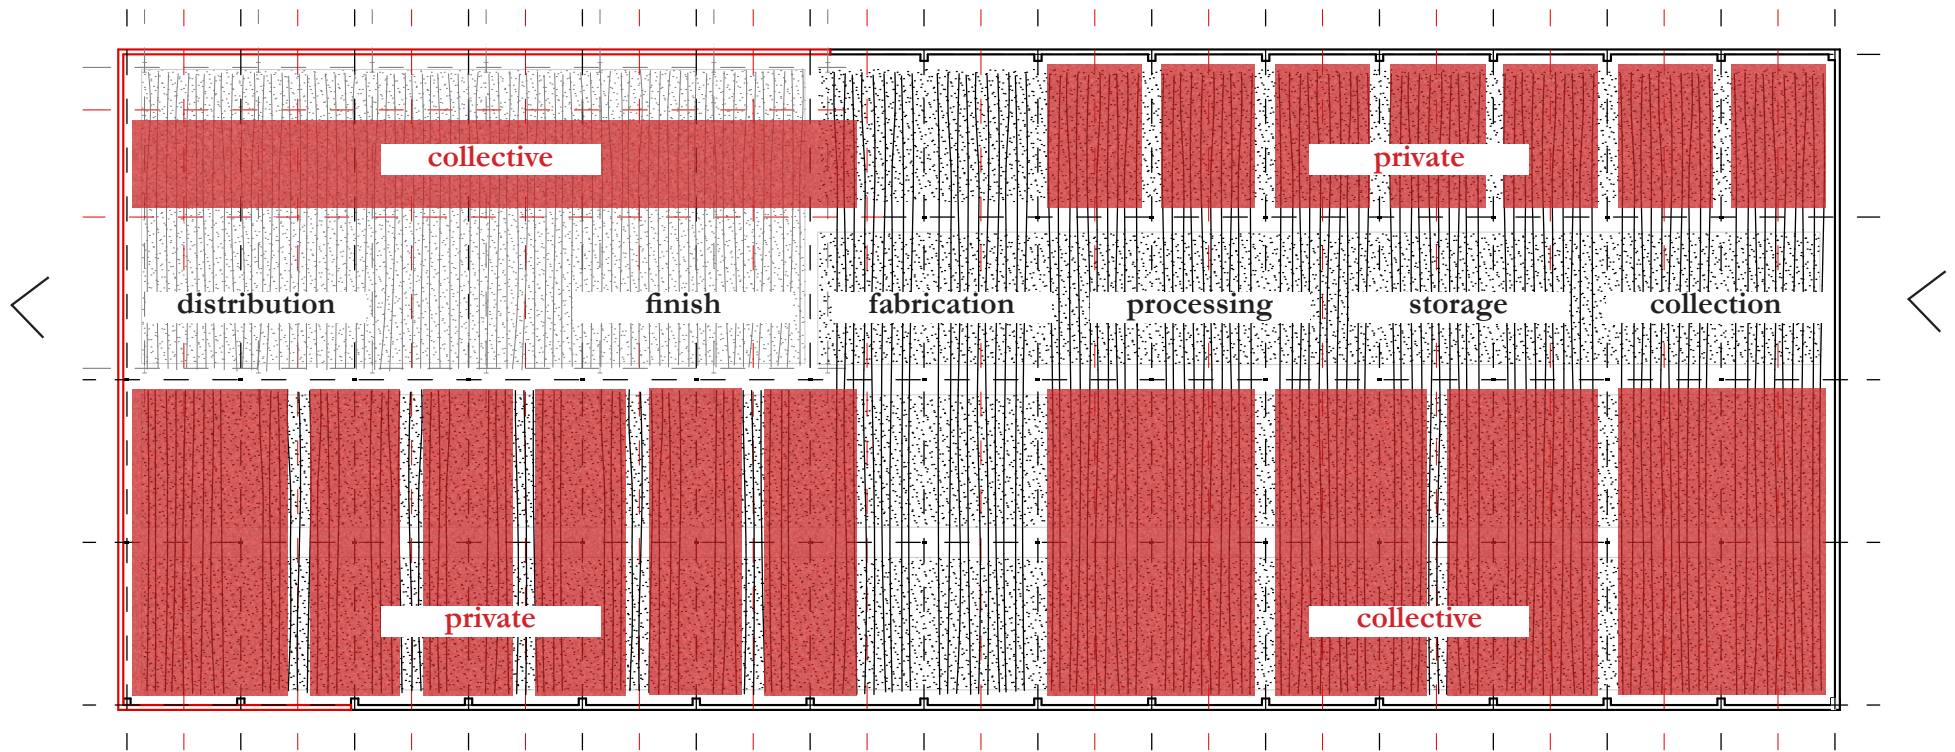 collective
private
distribution
finish
fabrication
processing
storage
collection
private
collective